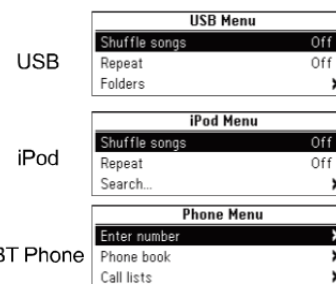 USB Menu
USB
Shuffle songs Off
Repeat Off
Folders
iPod Menu
iPod
Shuffle songs Off
Repeat Off
Search...
Phone Menu
BT Phone
Enter number
Phone book
Call lists